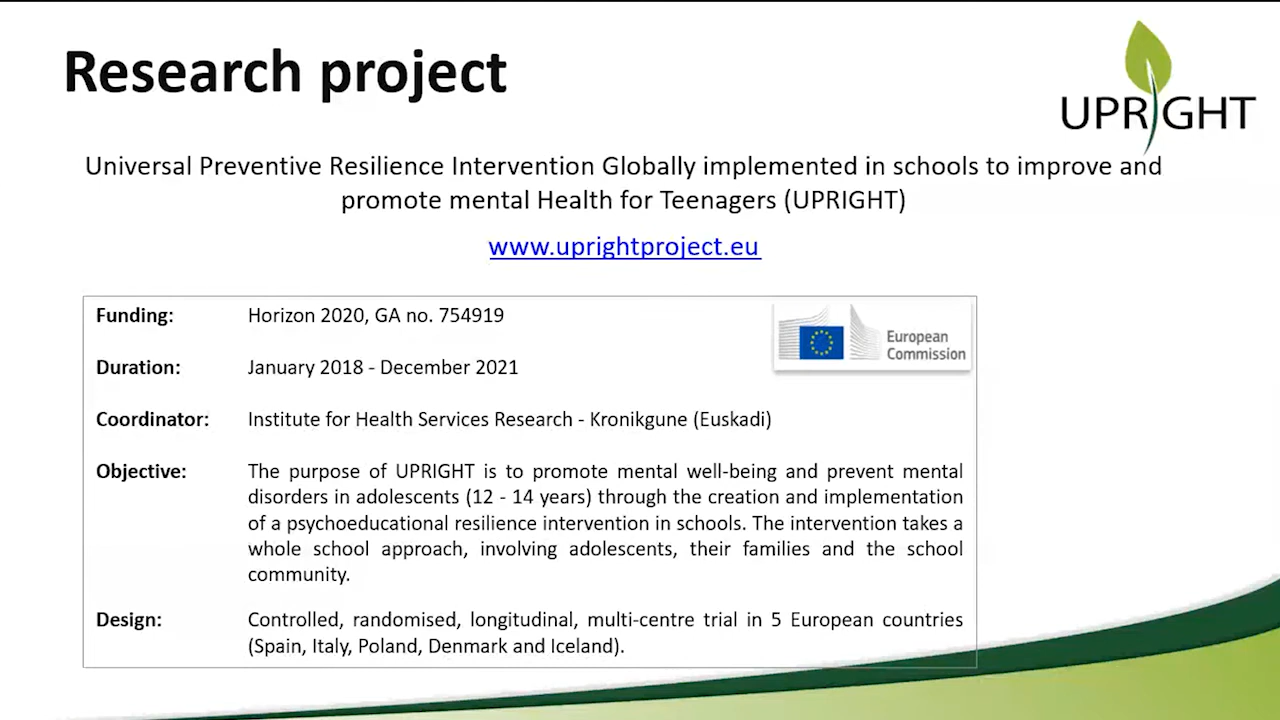 Research project
UPRIGHT
Universal Preventive Resilience Intervention Globally implemented in schools to improve and
promote mental Health for Teenagers (UPRIGHT)
www.uprightproject.eu
Funding: Horizon 2020, GA no. 754919
European
Commission
Duration: January 2018 - December 2021
Coordinator: Institute for Health Services Research - Kronikgune (Euskadi)
Objective: The purpose of UPRIGHT is to promote mental well-being and prevent mental
disorders in adolescents (12 - 14 years) through the creation and implementation
of a psychoeducational resilience intervention in schools. The intervention takes a
whole school approach, involving adolescents, their families and the school
community.
Design: Controlled, randomised, longitudinal, multi-centre trial in 5 European countries
(Spain, Italy, Poland, Denmark and Iceland).